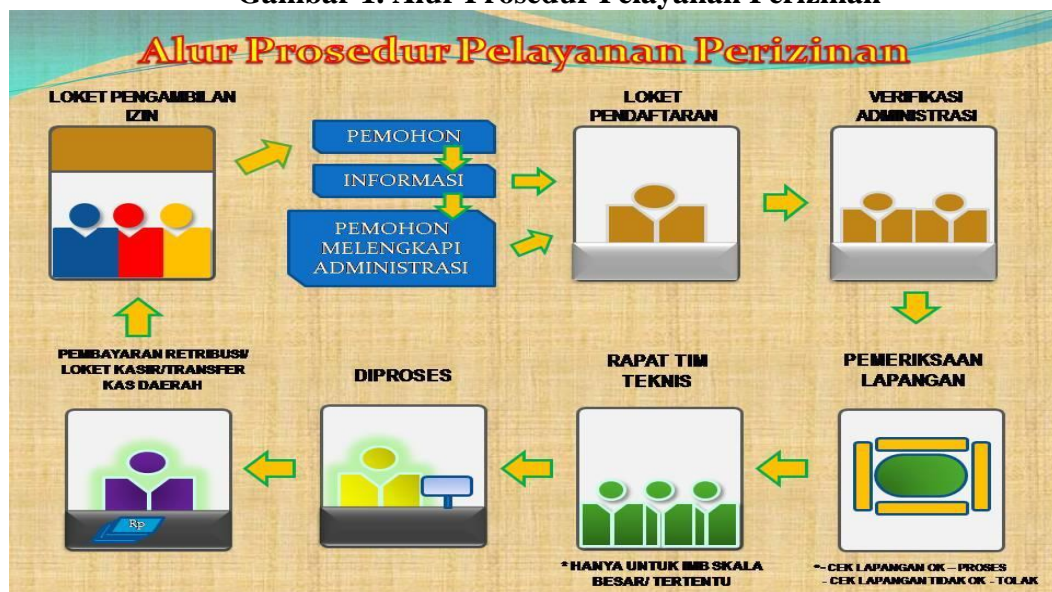 Gambar 1. Alur Prosedur Pelayanan Perizinan
Alur Prosedur Pelayanan Perizinan
LOKET PENGAMBILAN
IZIN
PEMOHON
INFORMASI
PEMOHON
MELENGKAPI
ADMINISTRASI
LOKET
PENDAFTARAN
VERIFIKASI
ADMINISTRASI
PEMERIKSAAN
LAPANGAN
*- CEK LAPANGAN OK – PROSES
- CEK LAPANGAN TIDAK OK - TOLAK
RAPAT TIM
TEKNIS
* HANYA UNTUK IMB SKALA
BESAR/ TERTENTU
DIPROSES
PEMBAYARAN RETRIBUSI/
LOKET KASIR/TRANSFER
KAS DAERAH
Rp